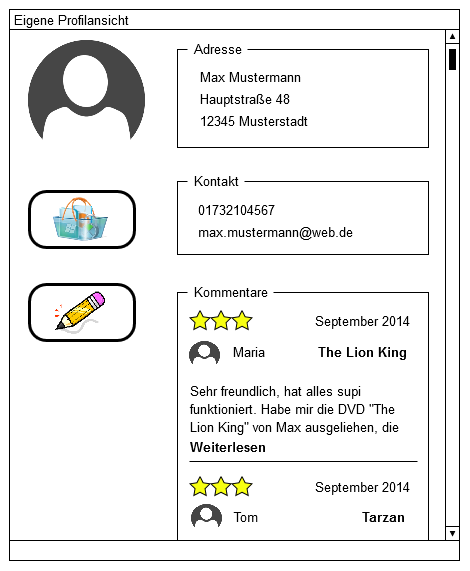 Eigene Profilansicht
Adresse
Max Mustermann
Hauptstraße 48
12345 Musterstadt
Kontakt
01732104567
max.mustermann@web.de
Kommentare
September 2014
Maria
The Lion King
Sehr freundlich, hat alles supi
funktioniert. Habe mir die DVD "The
Lion King" von Max ausgeliehen, die
Weiterlesen
September 2014
Tom
Tarzan